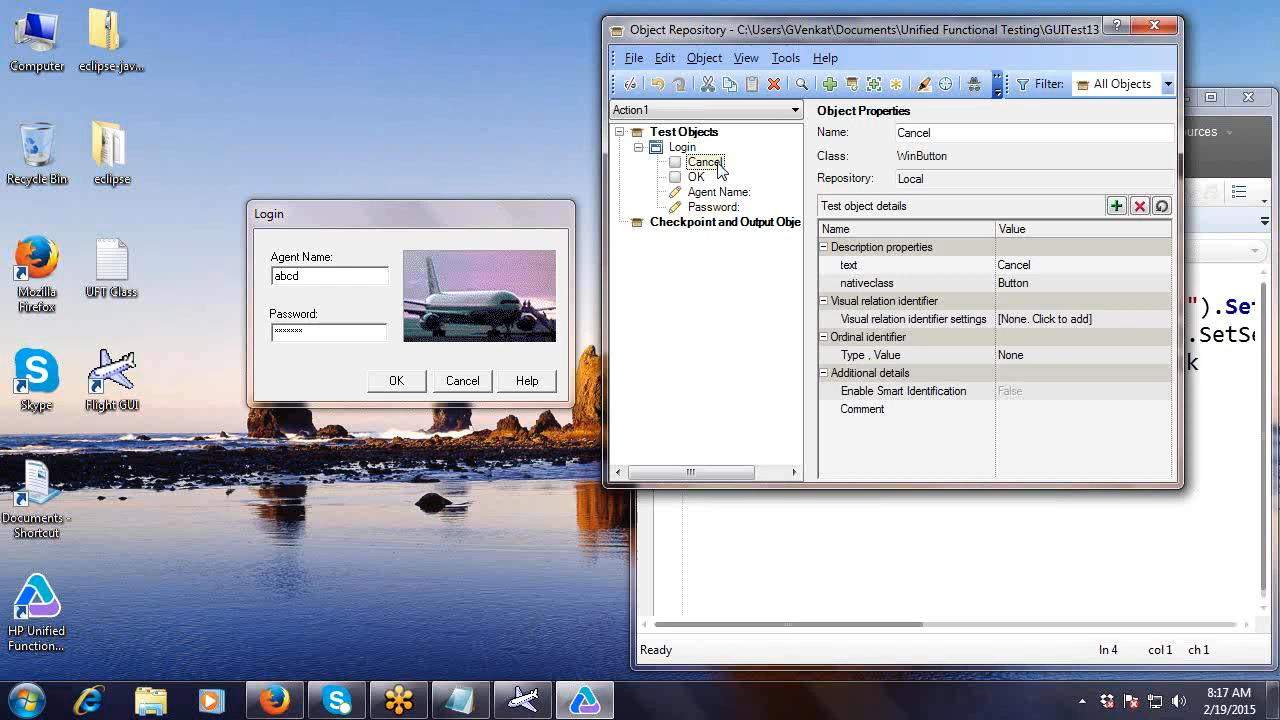 Computer
eclipse-jav...
Recycle Bin
eclipse
Mozilla
Firefox
UFT Class
Skype
Flight GUI
Documents -
Shortcut
HP Unified
Function...
Login
Agent Name:
abcd
Password:
xxxxxxx
OK
Cancel
Help
Object Repository - C:\Users\GVenkat\Documents\Unified Functional Testing\GUITest13
File Edit Object View Tools Help
Filter: All Objects
Action1
Test Objects
Login
Cancel
OK
Agent Name:
Password:
Checkpoint and Output Obje
Object Properties
Name: Cancel
Class: WinButton
Repository: Local
Test object details
Name Value
Description properties
text Cancel
nativeclass Button
Visual relation identifier
Visual relation identifier settings [None. Click to add]
Ordinal identifier
Type , Value None
Additional details
Enable Smart Identification False
Comment
ources
").Set
.SetSe
k
Ready ln 4 col 1 ch 1
8:17 AM
2/19/2015